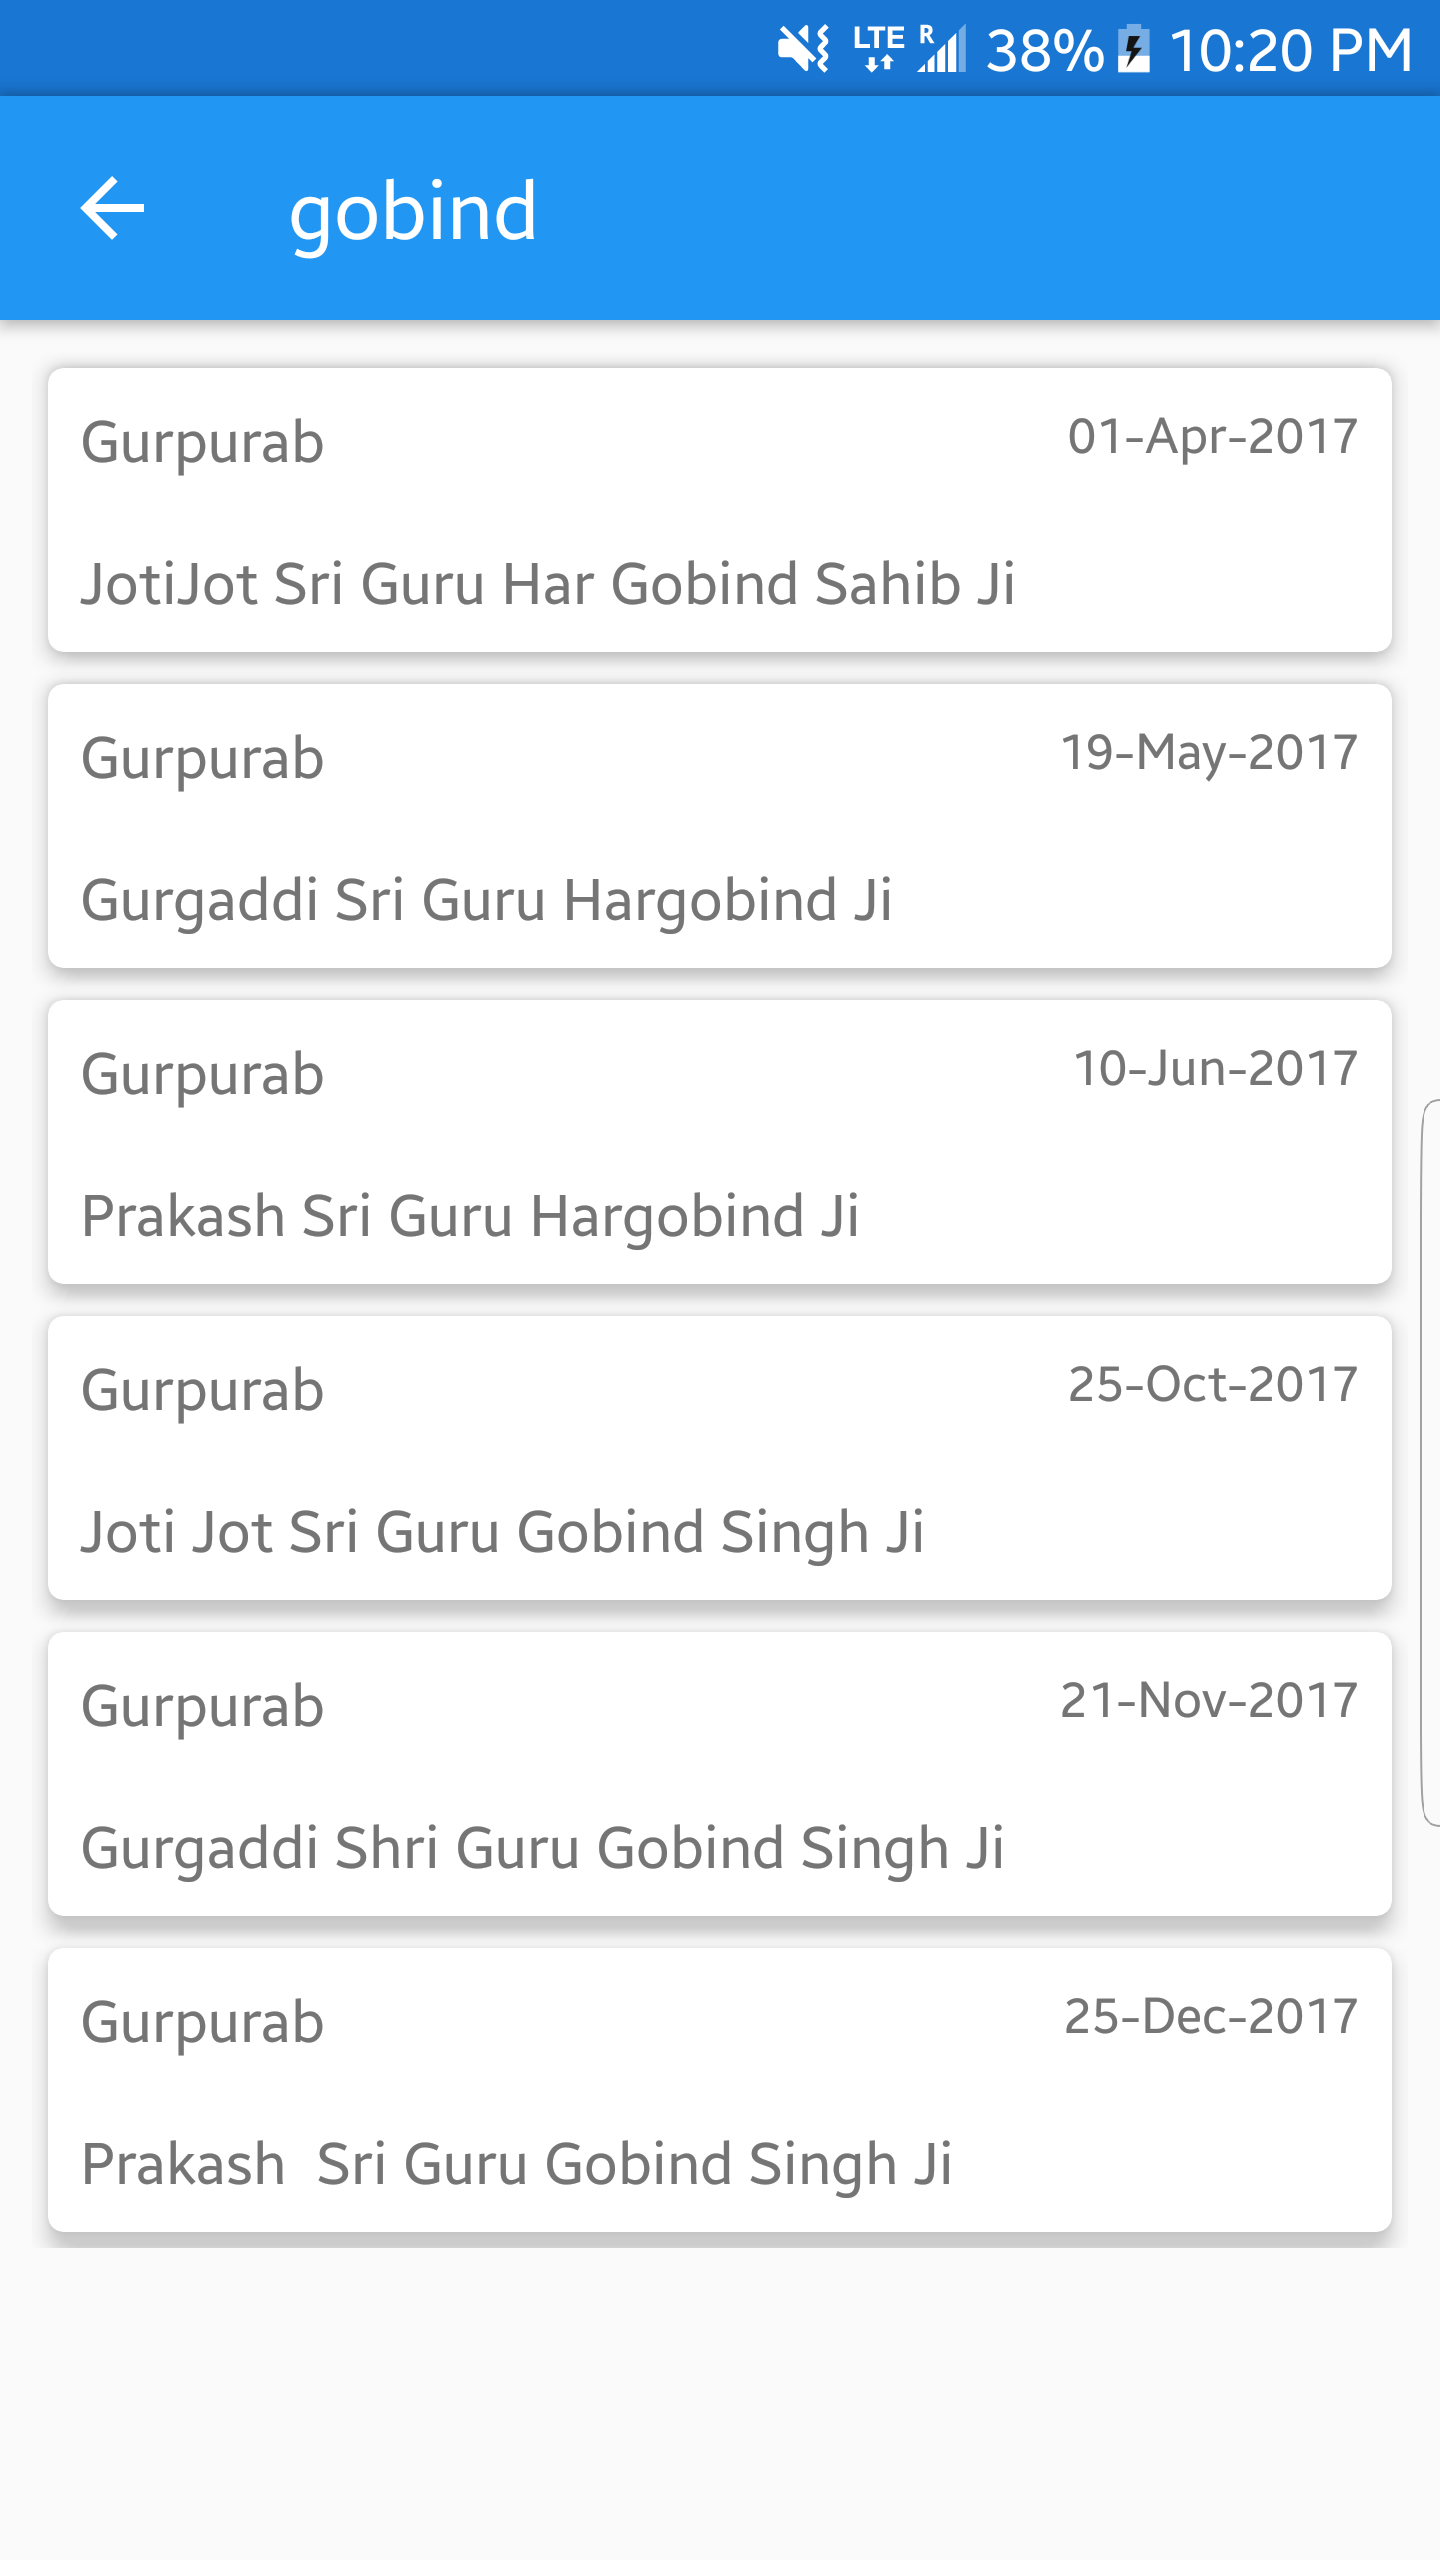 LTE R 38% 10:20 PM
gobind
Gurpurab 01-Apr-2017
JotiJot Sri Guru Har Gobind Sahib Ji
Gurpurab 19-May-2017
Gurgaddi Sri Guru Hargobind Ji
Gurpurab 10-Jun-2017
Prakash Sri Guru Hargobind Ji
Gurpurab 25-Oct-2017
Joti Jot Sri Guru Gobind Singh Ji
Gurpurab 21-Nov-2017
Gurgaddi Shri Guru Gobind Singh Ji
Gurpurab 25-Dec-2017
Prakash  Sri Guru Gobind Singh Ji